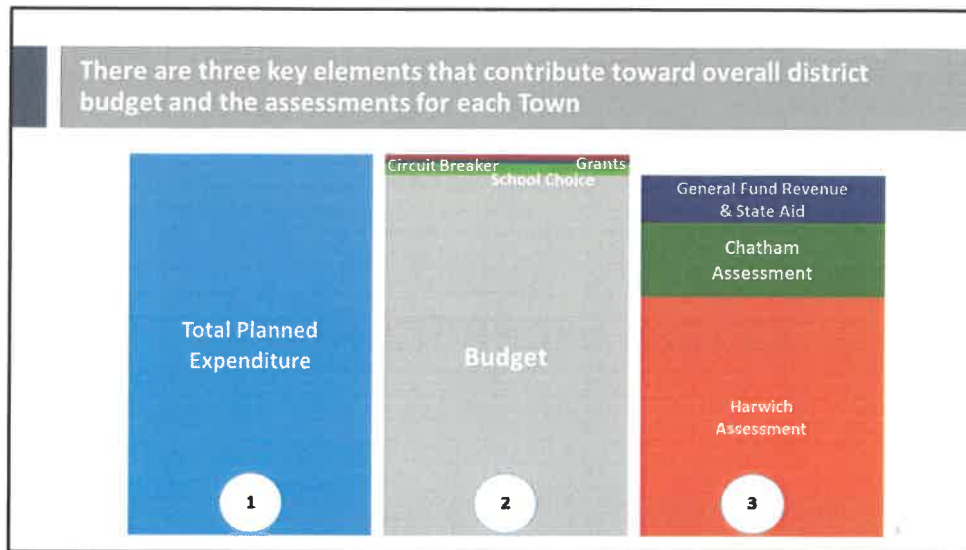 There are three key elements that contribute toward overall district
budget and the assessments for each Town
Circuit Breaker
Grants
School Choice
General Fund Revenue
& State Aid
Chatham
Assessment
Total Planned
Expenditure
Budget
Harwich
Assessment
1
2
3